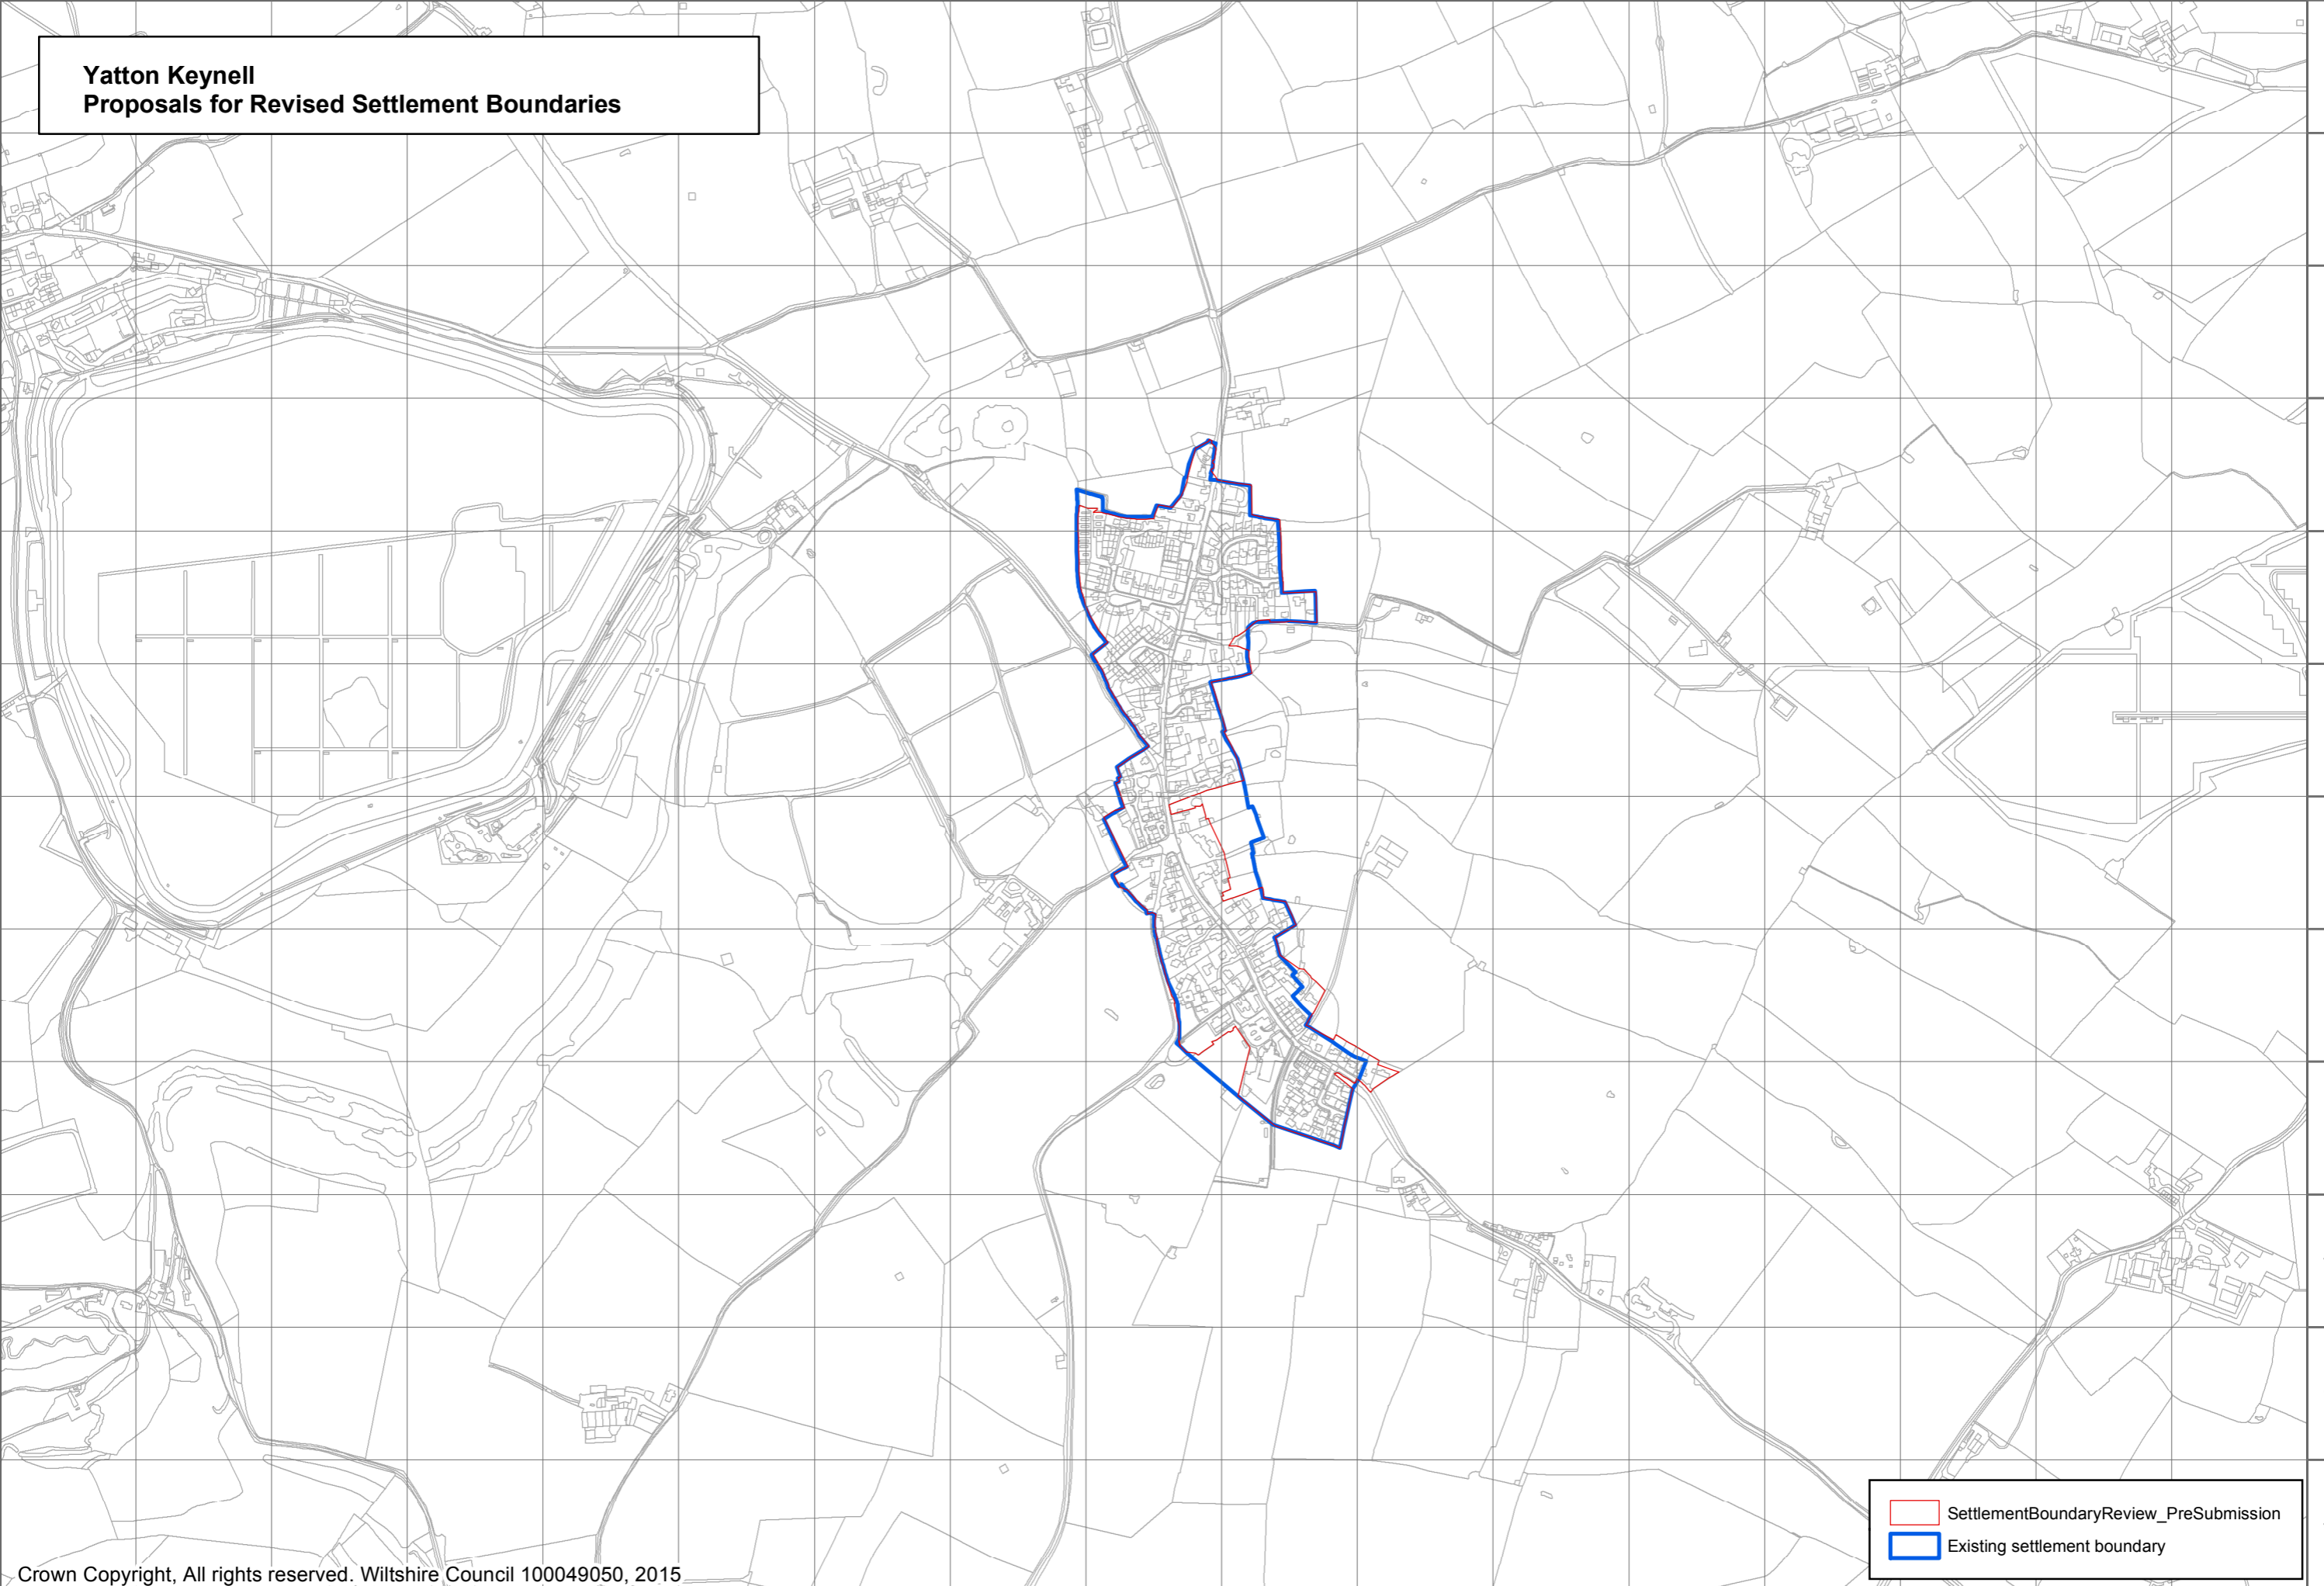 Yatton Keynell
Proposals for Revised Settlement Boundaries
SettlementBoundaryReview_PreSubmission
Existing settlement boundary
Crown Copyright, All rights reserved. Wiltshire Council 100049050, 2015